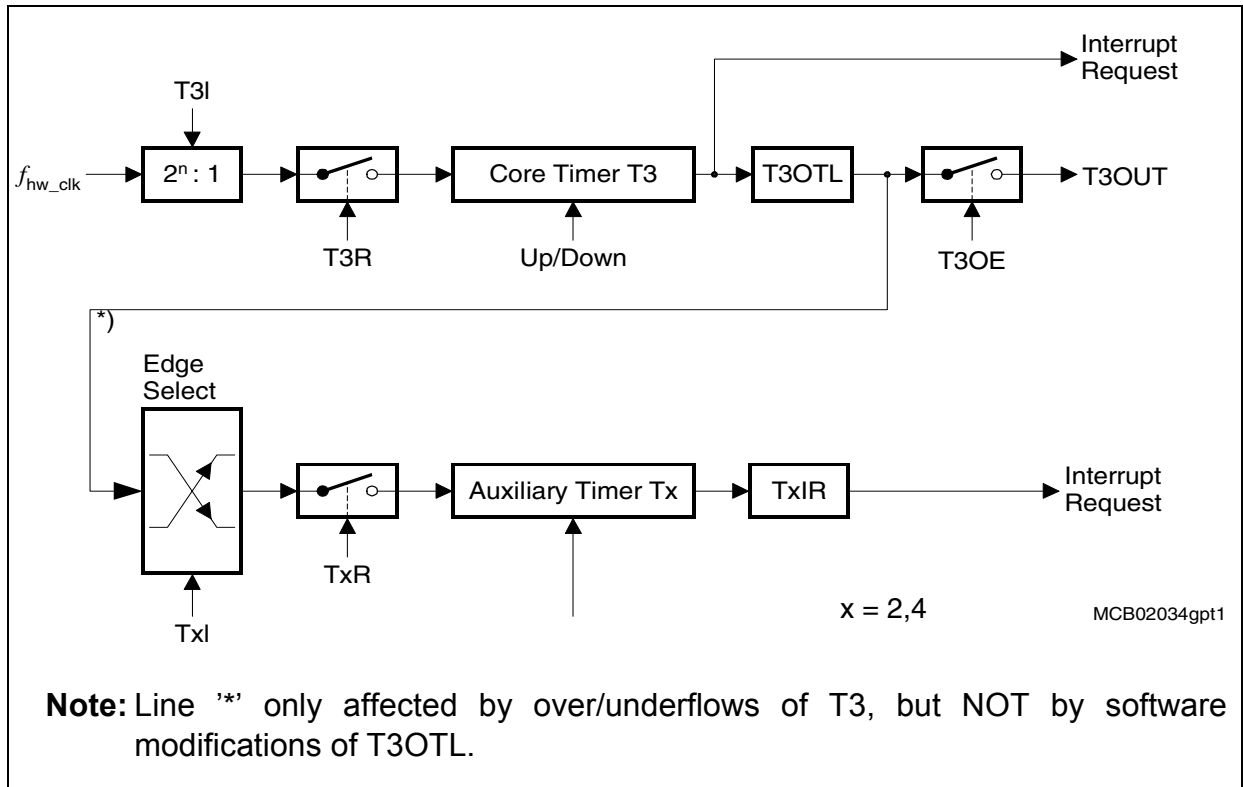 Interrupt
Request
T3I
f hw_clk
2ⁿ : 1
Core Timer T3
T3OTL
T3OUT
T3R
Up/Down
T3OE
*)
Edge
Select
Auxiliary Timer Tx
TxIR
Interrupt
Request
TxR
x = 2,4
MCB02034gpt1
TxI
Note: Line ’*’ only affected by over/underflows of T3, but NOT by software
modifications of T3OTL.